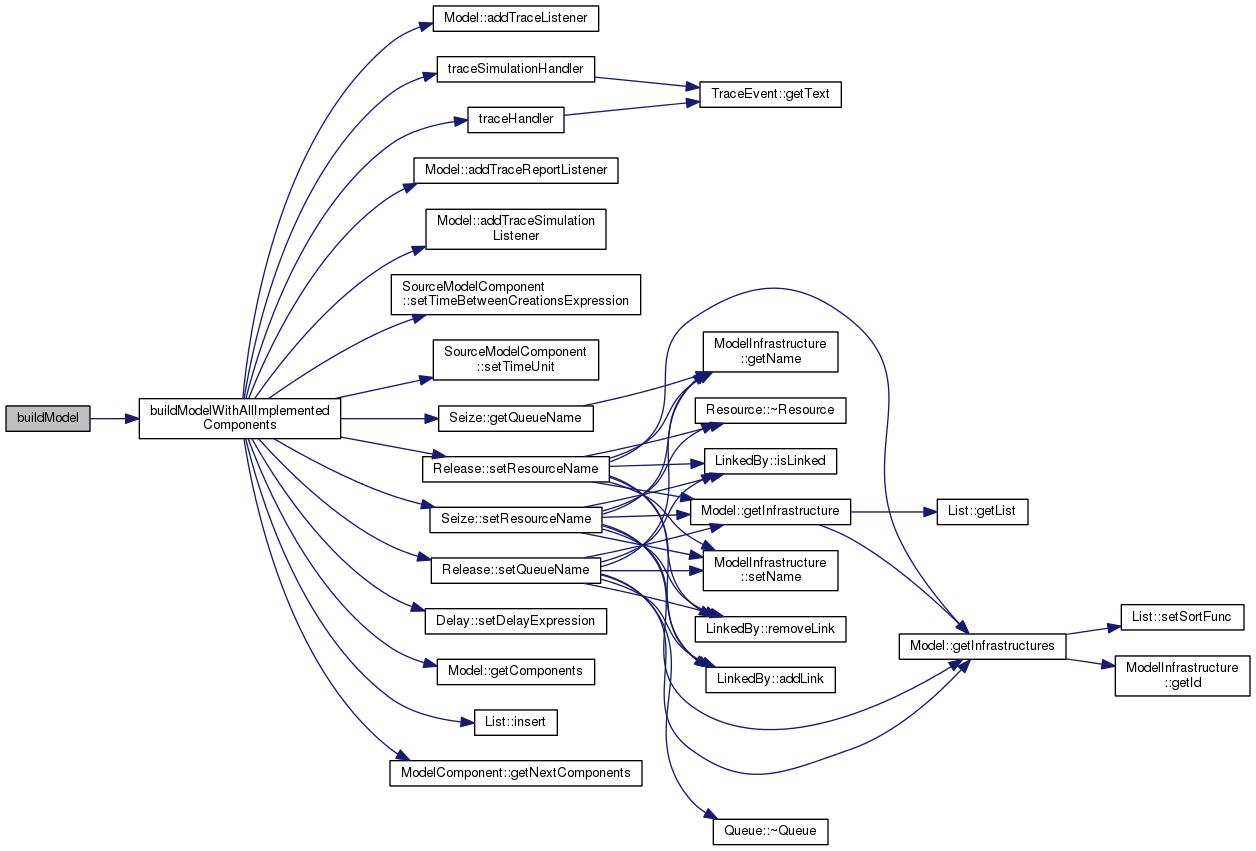 Model::addTraceListener
traceSimulationHandler
TraceEvent::getText
traceHandler
Model::addTraceReportListener
Model::addTraceSimulation
Listener
SourceModelComponent
::setTimeBetweenCreationsExpression
ModelInfrastructure
::getName
SourceModelComponent
::setTimeUnit
buildModel
buildModelWithAllImplemented
Components
Seize::getQueueName
Resource::~Resource
Release::setResourceName
LinkedBy::isLinked
Seize::setResourceName
Model::getInfrastructure
List::getList
Release::setQueueName
ModelInfrastructure
::setName
Delay::setDelayExpression
LinkedBy::removeLink
List::setSortFunc
Model::getInfrastructures
Model::getComponents
LinkedBy::addLink
ModelInfrastructure
::getId
List::insert
ModelComponent::getNextComponents
Queue::~Queue